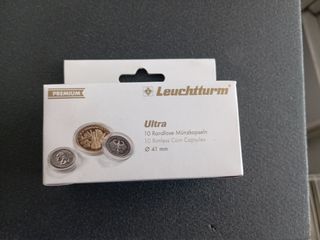 PREMIUM
Leuchtturm
Ultra
10 Randlose Münzkapseln
10 Rimless Coin Capsules
Ø 41 mm